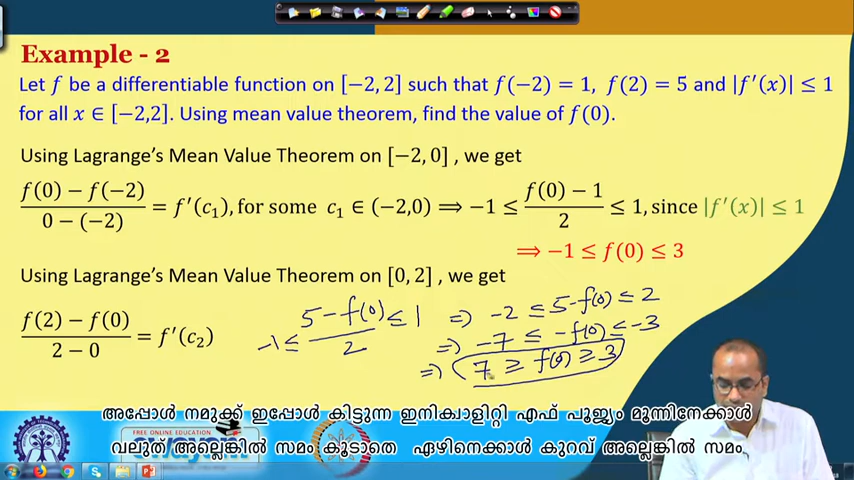 Example - 2
Let f be a differentiable function on [−2, 2] such that f(−2) = 1, f(2) = 5 and |f′(x)| ≤ 1
for all x ∈ [−2,2]. Using mean value theorem, find the value of f(0).
Using Lagrange's Mean Value Theorem on [−2, 0] , we get
(f(0) − f(−2)) / (0 − (−2)) = f′(c₁), for some c₁ ∈ (−2,0) ⟹ −1 ≤ (f(0) − 1) / 2 ≤ 1, since |f′(x)| ≤ 1
⟹ −1 ≤ f(0) ≤ 3
Using Lagrange's Mean Value Theorem on [0, 2] , we get
(f(2) − f(0)) / (2 − 0) = f′(c₂)
-1 ≤ (5 - f(0)) / 2 ≤ 1 ⇒ -2 ≤ 5 - f(0) ≤ 2
⇒ -7 ≤ -f(0) ≤ -3
⇒ 7 ≥ f(0) ≥ 3
അപ്പോൾ നമുക്ക് ഇപ്പോൾ കിട്ടുന്ന ഇനിക്വാളിറ്റി എഫ് പൂജ്യം മൂന്നിനേക്കാൾ
വലുത് അല്ലെങ്കിൽ സമം കൂടാതെ ഏഴിനെക്കാൾ കുറവ് അല്ലെങ്കിൽ സമം.
FREE ONLINE EDUCATION
swayam